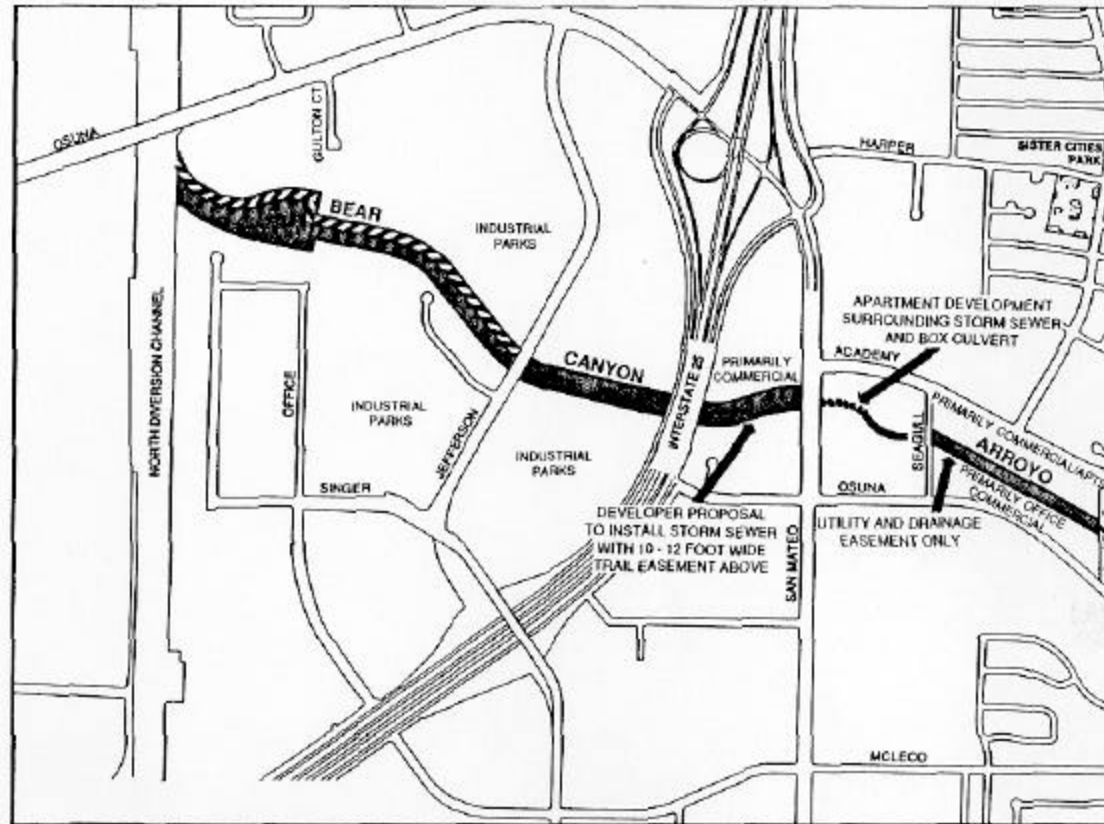 OSUNA
GULTON CT
HARPER
SISTER CITIES
PARK
BEAR
INDUSTRIAL
PARKS
APARTMENT DEVELOPMENT
SURROUNDING STORM SEWER
AND BOX CULVERT
NORTH DIVERSION CHANNEL
OFFICE
CANYON
INTERSTATE 25
PRIMARILY
COMMERCIAL
ACADEMY
PRIMARILY COMMERCIAL/APTS
INDUSTRIAL
PARKS
JEFFERSON
INDUSTRIAL
PARKS
SEAGULL
ARROYO
PRIMARILY OFFICE
COMMERCIAL
SINGER
OSUNA
DEVELOPER PROPOSAL
TO INSTALL STORM SEWER
WITH 10 - 12 FOOT WIDE
TRAIL EASEMENT ABOVE
SAN MATEO
UTILITY AND DRAINAGE
EASEMENT ONLY
MCLEOD